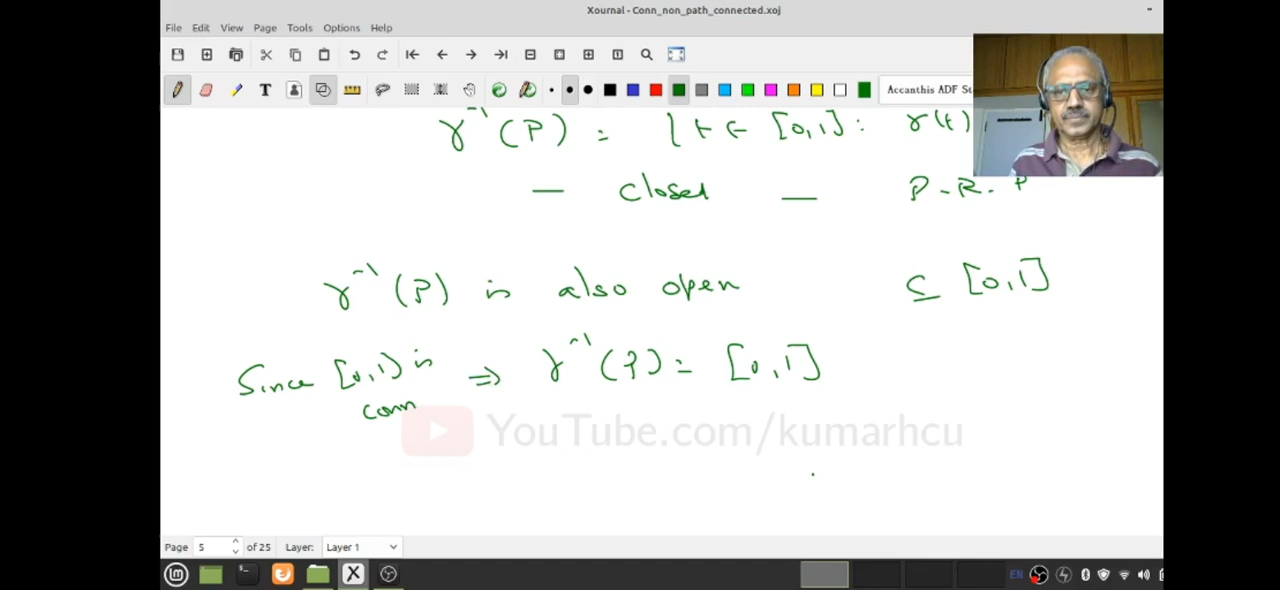 Xournal - Conn_non_path_connected.xoj
File Edit View Page Tools Options Help
Accanthis ADF St
γ⁻¹(P) = { t ∈ [0,1] : γ(t)
— closed — P.R.P
γ⁻¹(P) is also open ⊆ [0,1]
Since [0,1) is ⇒ γ⁻¹(P) = [0,1]
conn
YouTube.com/kumarhcu
Page 5 of 25 Layer: Layer 1
EN